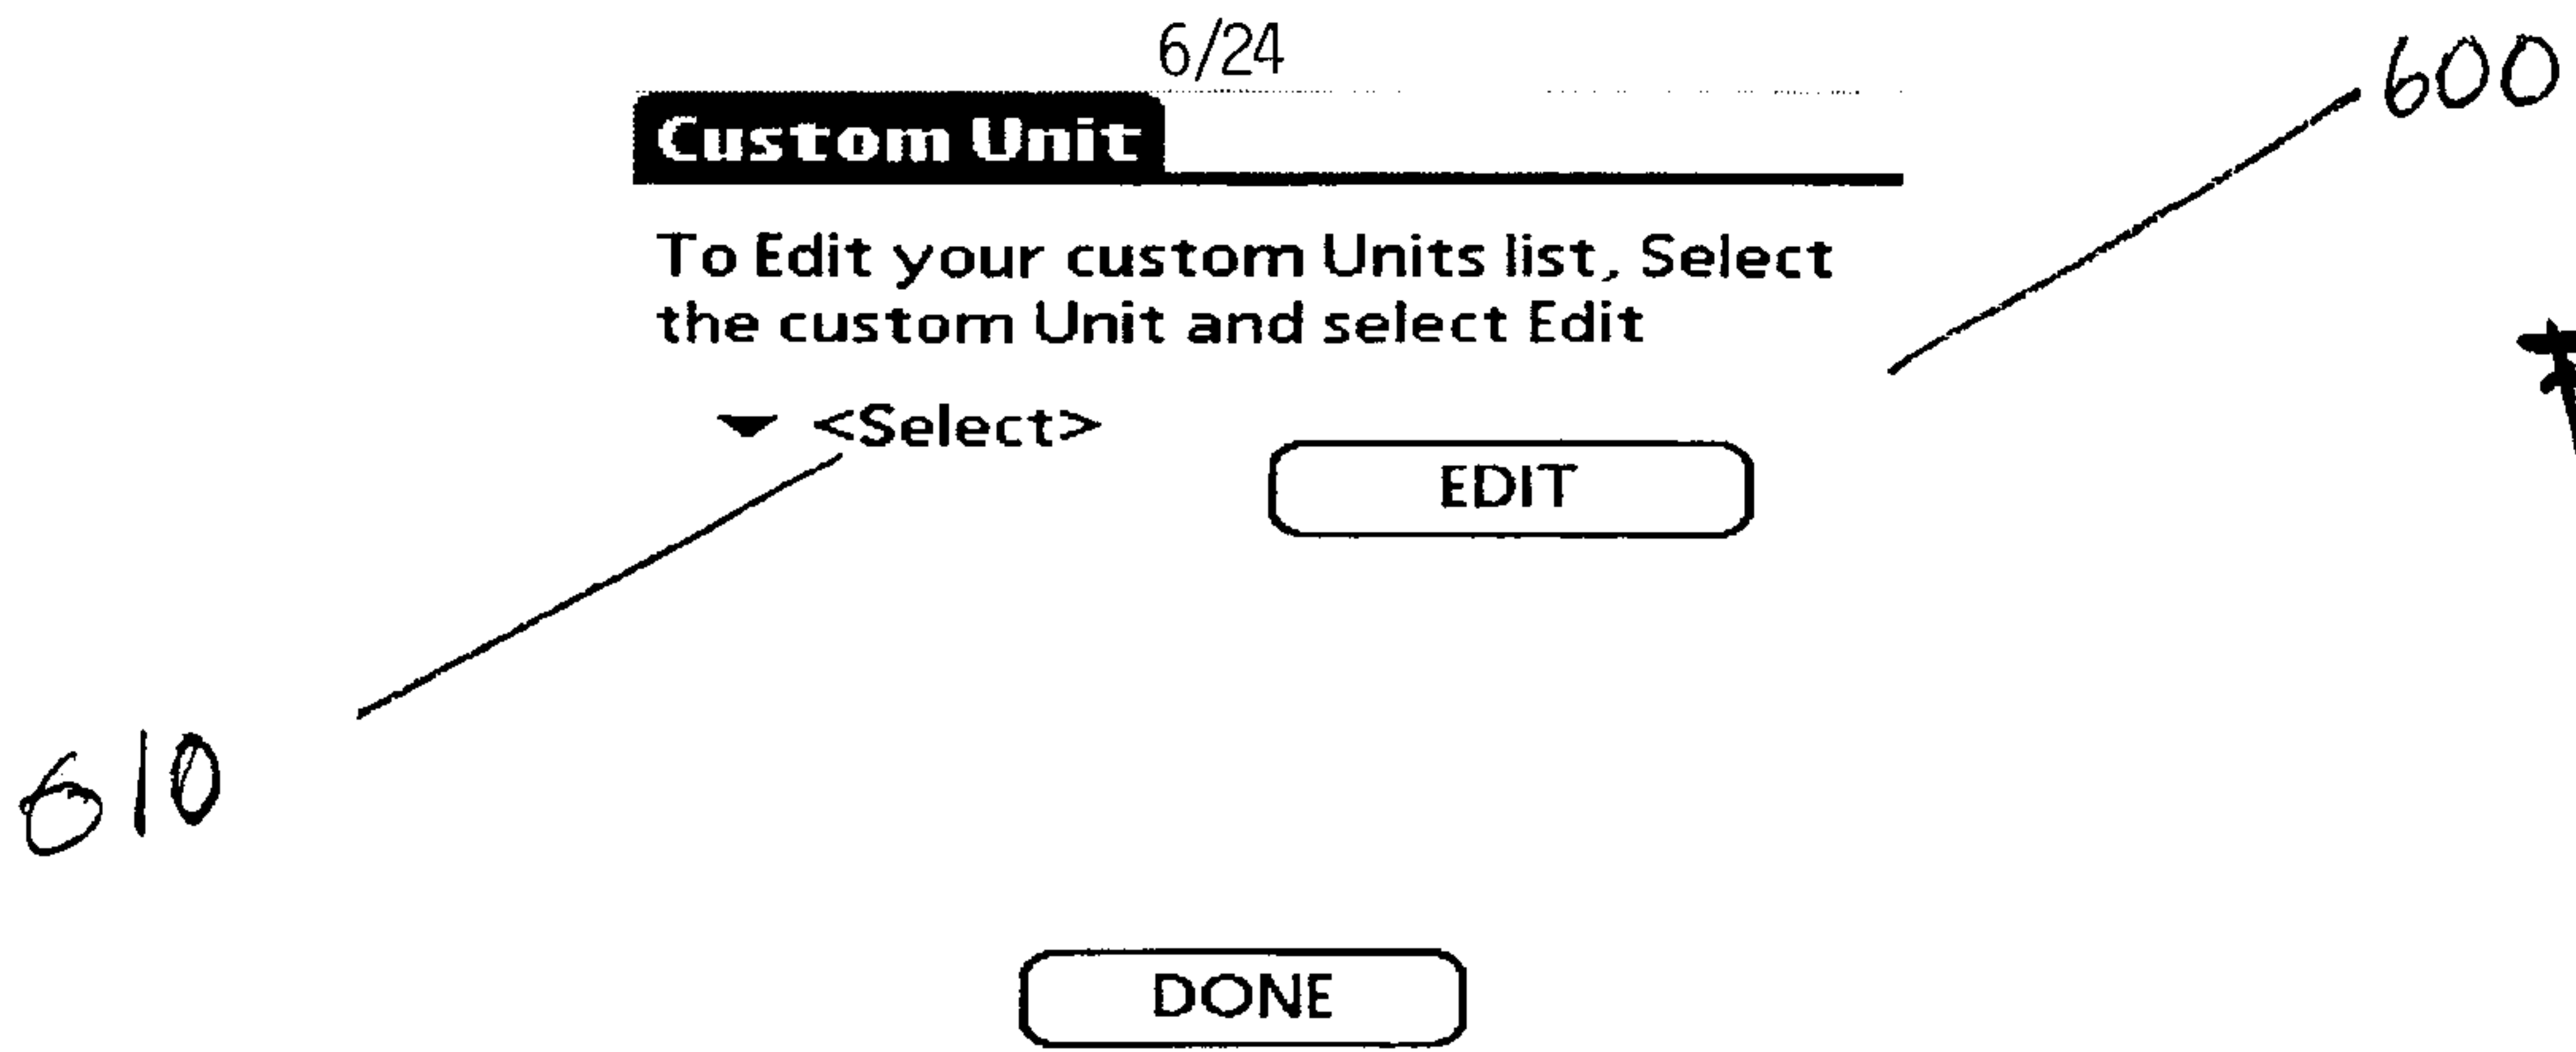 6/24
600
Custom Unit
To Edit your custom Units list, Select
the custom Unit and select Edit
<Select>
EDIT
610
DONE